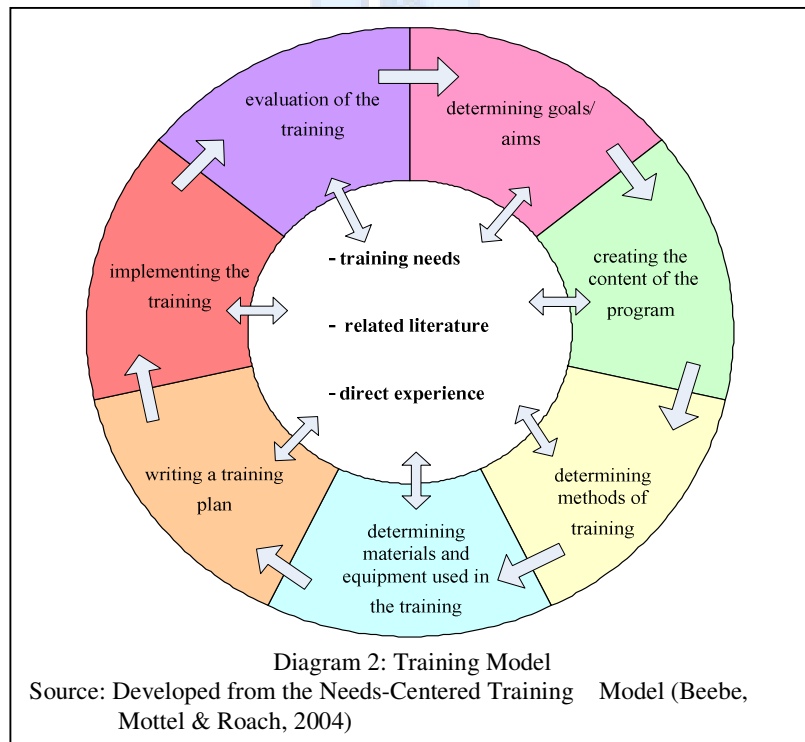 evaluation of the
training
determining goals/
aims
creating the
content of the
program
determining
methods of
training
determining
materials and
equipment used in
the training
writing a training
plan
implementing the
training
- training needs
- related literature
- direct experience
Diagram 2: Training Model
Source: Developed from the Needs-Centered Training Model (Beebe,
Mottel & Roach, 2004)